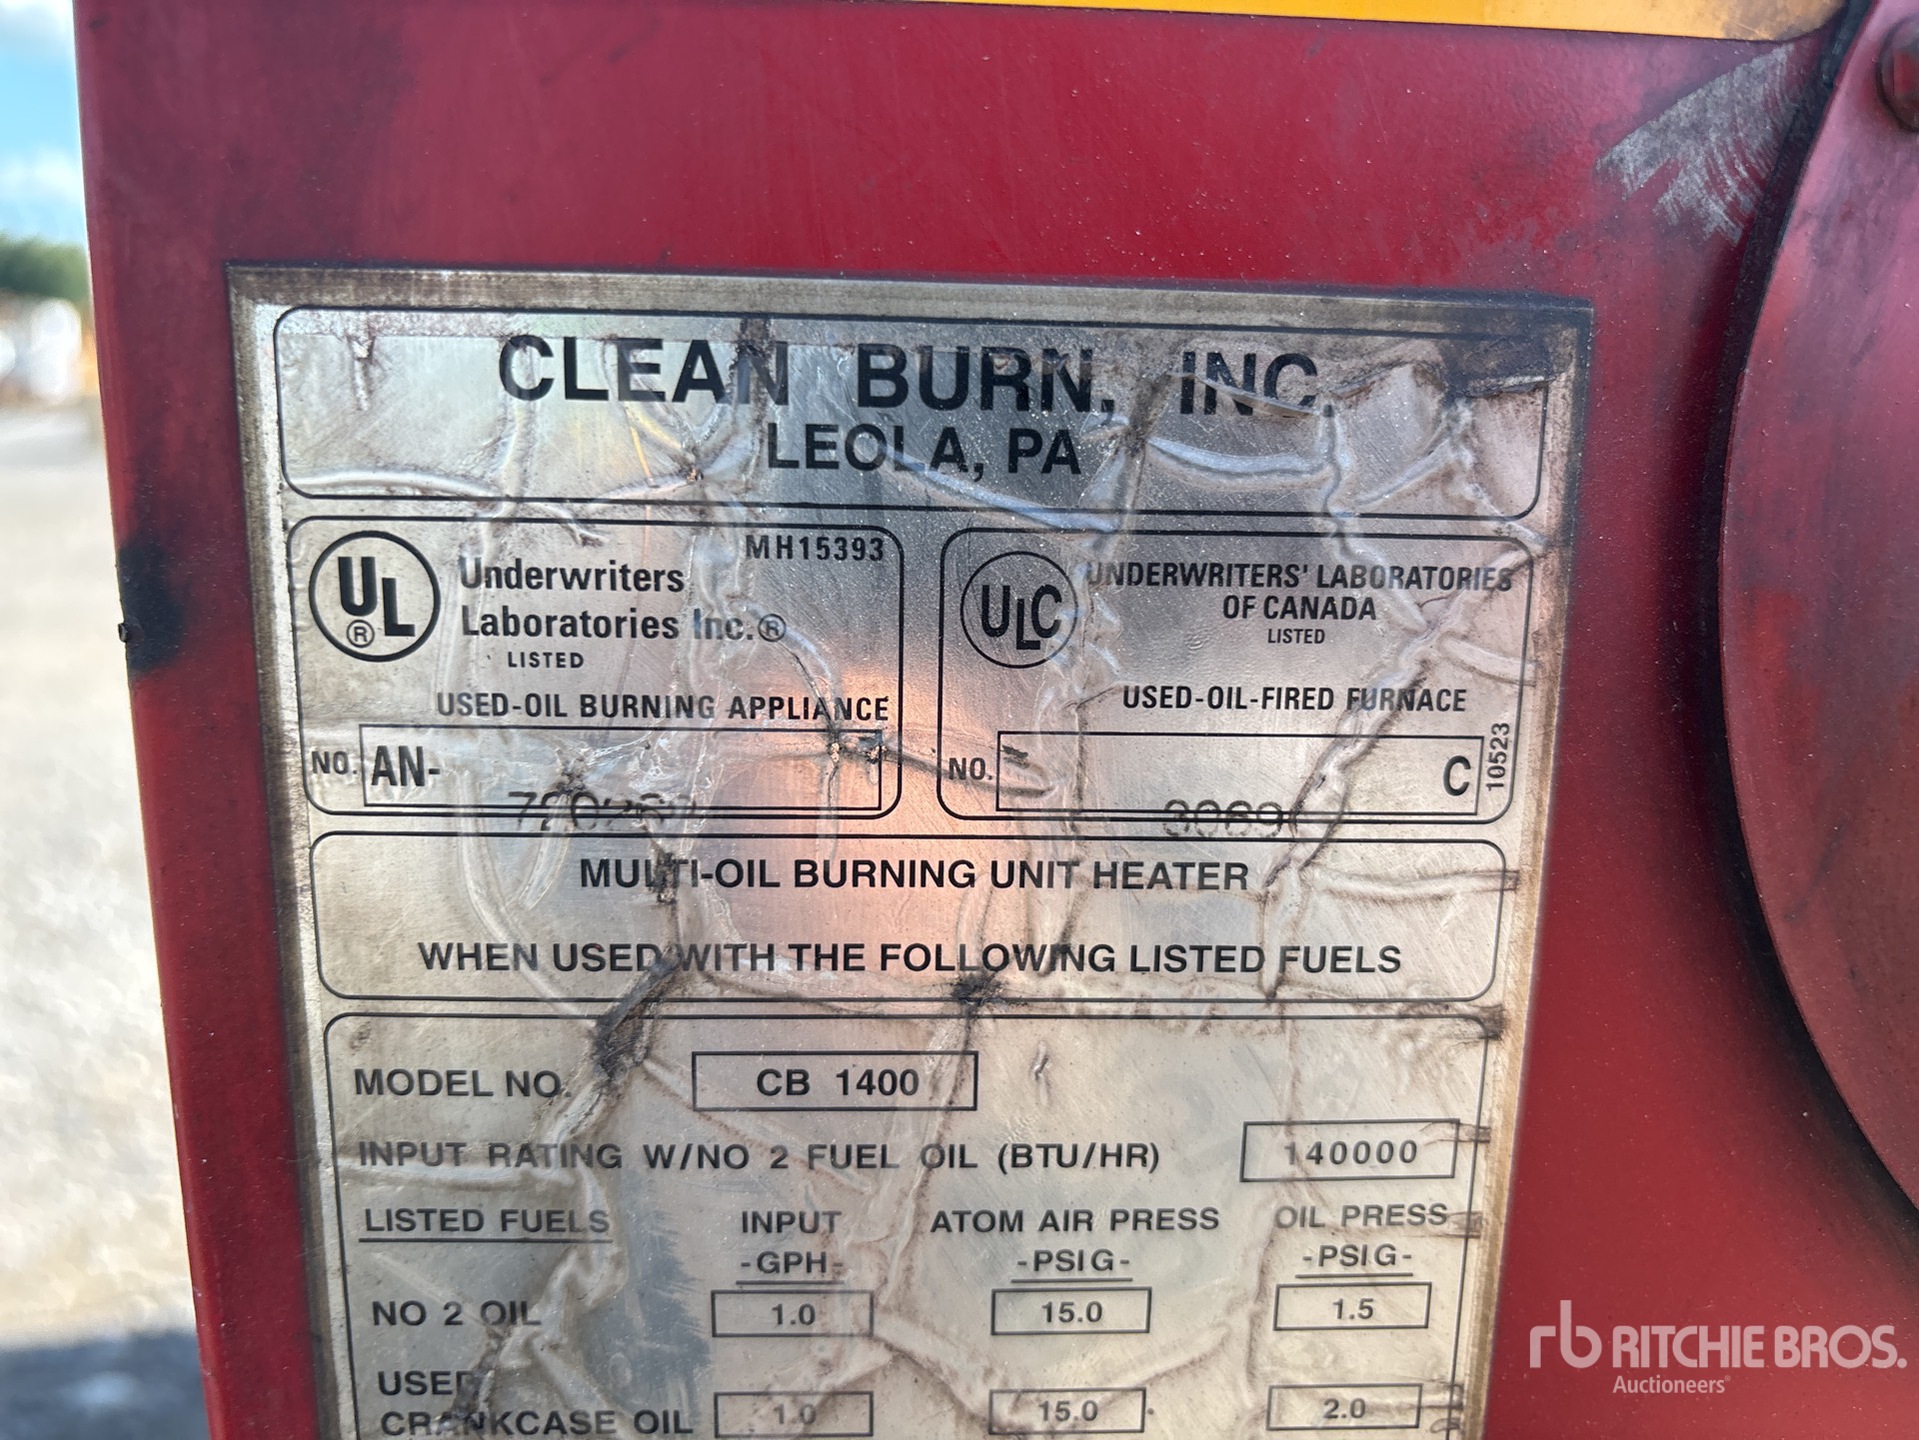 CLEAN BURN, INC.
LEOLA, PA
UL ®
Underwriters
Laboratories Inc.®
MH15393
LISTED
USED-OIL BURNING APPLIANCE
NO. AN-
ULC
UNDERWRITERS' LABORATORIES
OF CANADA
LISTED
USED-OIL-FIRED FURNACE
NO. C
10523
MULTI-OIL BURNING UNIT HEATER
WHEN USED WITH THE FOLLOWING LISTED FUELS
MODEL NO. CB 1400
INPUT RATING W/NO 2 FUEL OIL (BTU/HR) 140000
LISTED FUELS INPUT ATOM AIR PRESS OIL PRESS
-GPH- -PSIG- -PSIG-
NO 2 OIL 1.0 15.0 1.5
USED
CRANKCASE OIL 1.0 15.0 2.0
rb RITCHIE BROS.
Auctioneers®